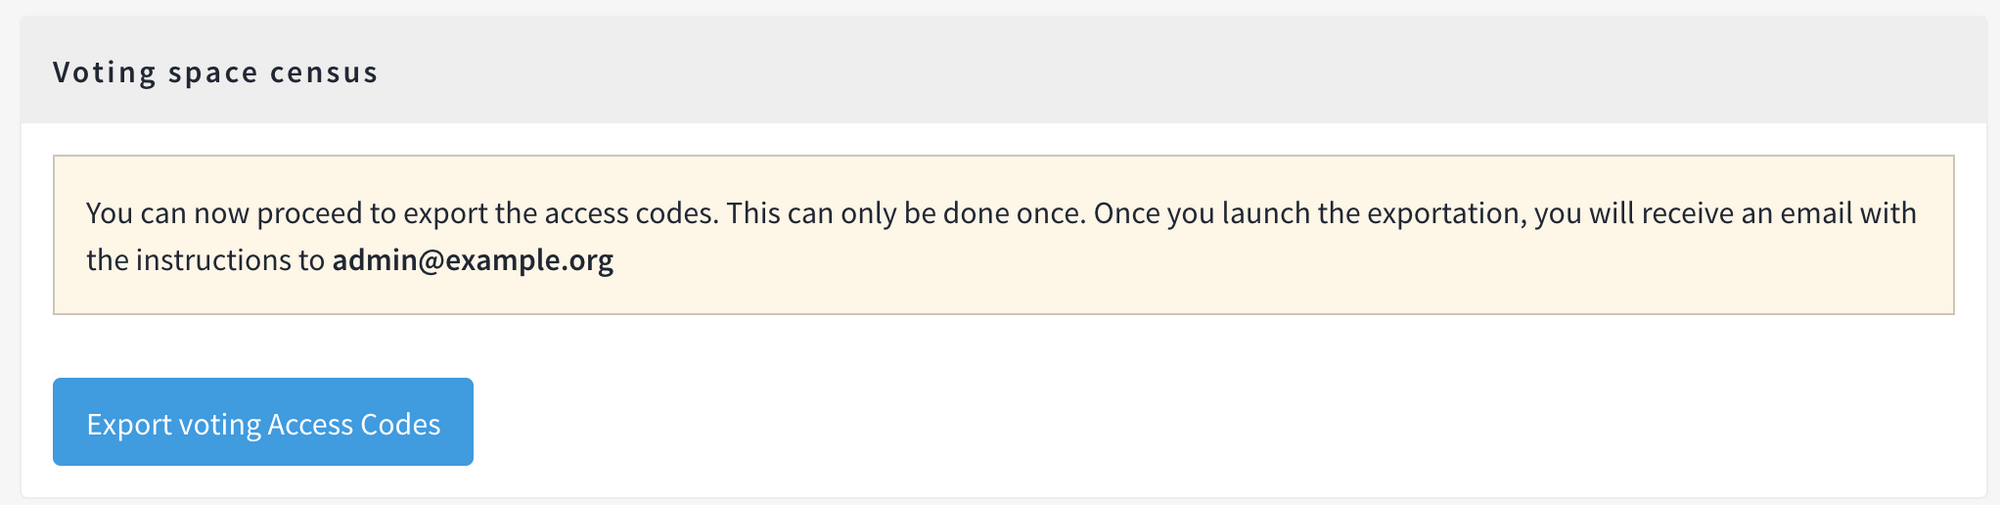 Voting space census
You can now proceed to export the access codes. This can only be done once. Once you launch the exportation, you will receive an email with
the instructions to admin@example.org
Export voting Access Codes